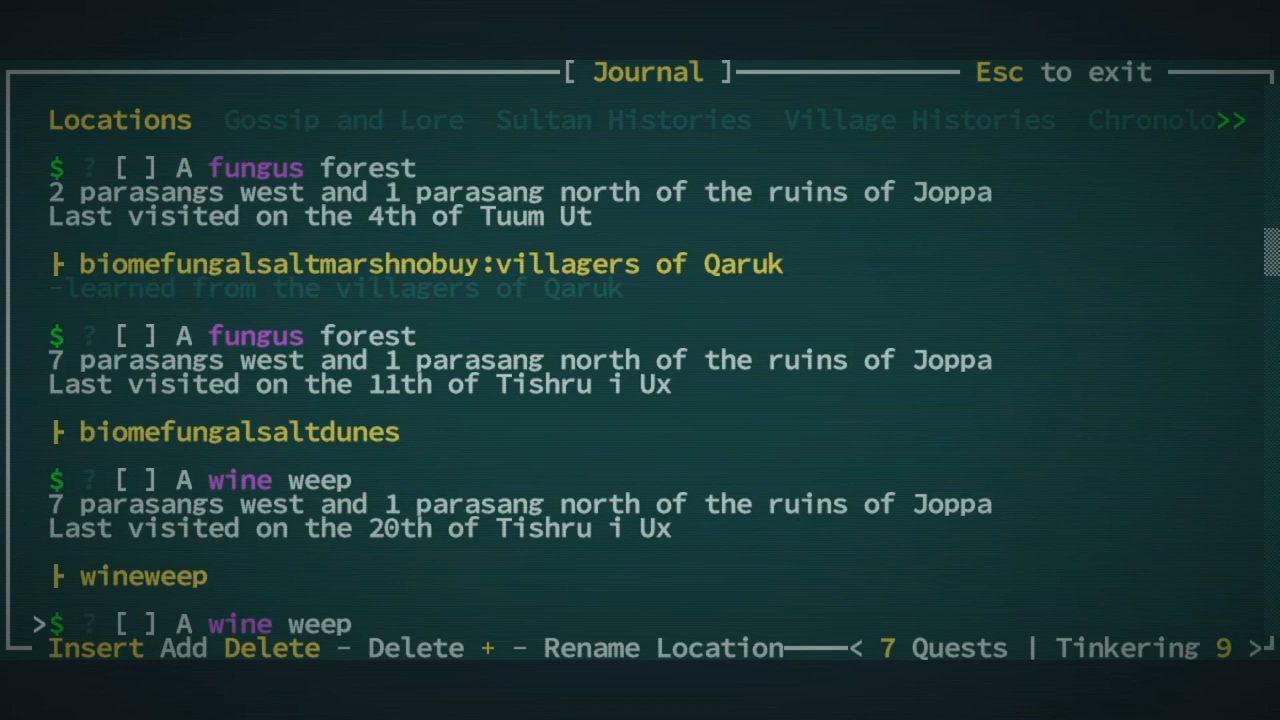 [ Journal ] Esc to exit
Locations Gossip and Lore Sultan Histories Village Histories Chronolo>>
$ ? [ ] A fungus forest
2 parasangs west and 1 parasang north of the ruins of Joppa
Last visited on the 4th of Tuum Ut
├ biomefungalsaltmarshnobuy:villagers of Qaruk
-learned from the villagers of Qaruk
$ ? [ ] A fungus forest
7 parasangs west and 1 parasang north of the ruins of Joppa
Last visited on the 11th of Tishru i Ux
├ biomefungalsaltdunes
$ ? [ ] A wine weep
7 parasangs west and 1 parasang north of the ruins of Joppa
Last visited on the 20th of Tishru i Ux
├ wineweep
>$ ? [ ] A wine weep
Insert Add Delete - Delete + - Rename Location < 7 Quests | Tinkering 9 >